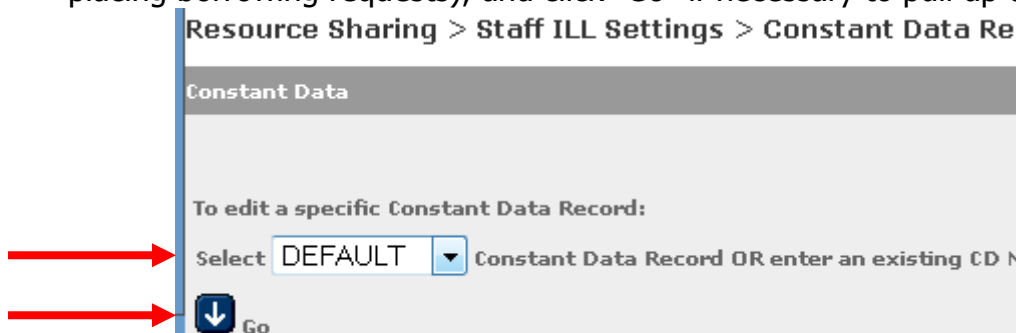 placing borrowing requests), and click "Go" if necessary to pull up
Resource Sharing > Staff ILL Settings > Constant Data Re
Constant Data
To edit a specific Constant Data Record:
Select DEFAULT Constant Data Record OR enter an existing CD N
Go